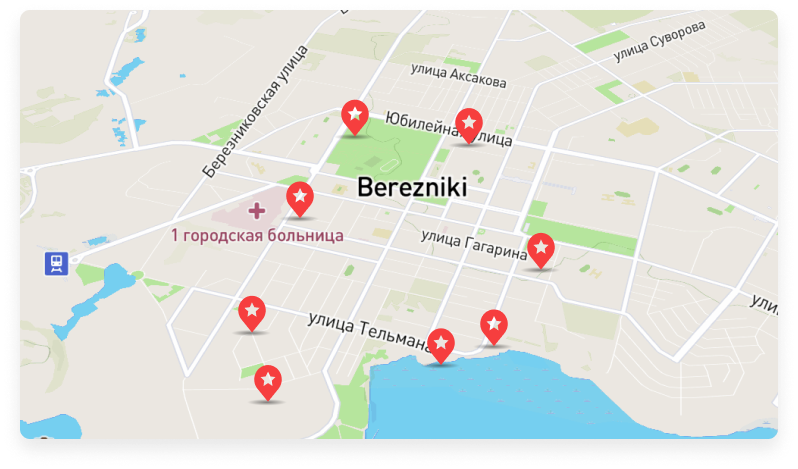 улица Суворова
улица Аксакова
Березниковская улица
Юбилейная улица
Berezniki
1 городская больница
улица Гагарина
улица Тельмана